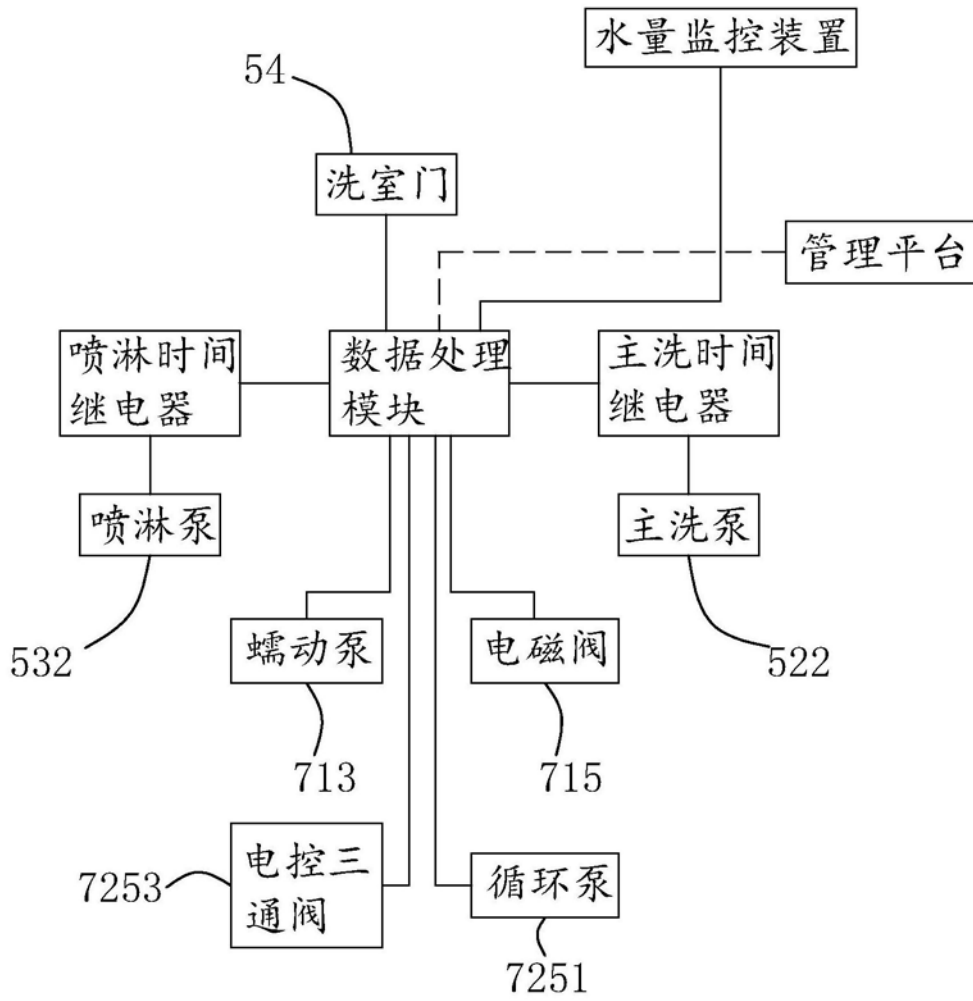 水量监控装置
54
洗室门
管理平台
喷淋时间
继电器
数据处理
模块
主洗时间
继电器
喷淋泵
主洗泵
532
蠕动泵
电磁阀
522
713
715
7253
电控三
通阀
循环泵
7251